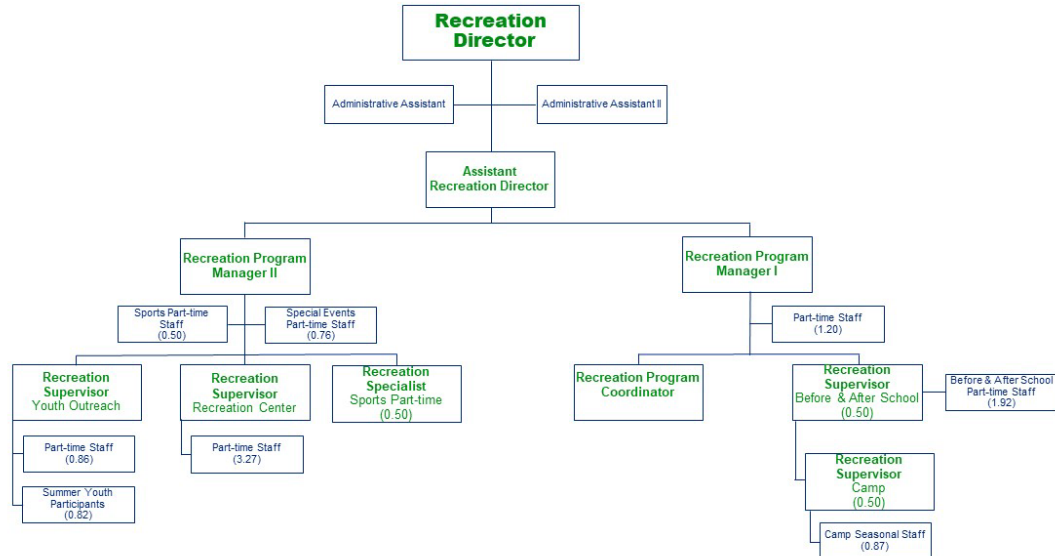 Recreation
Director
Administrative Assistant
Administrative Assistant II
Assistant
Recreation Director
Recreation Program
Manager II
Recreation Program
Manager I
Sports Part-time
Staff
(0.50)
Special Events
Part-time Staff
(0.76)
Part-time Staff
(1.20)
Recreation
Supervisor
Youth Outreach
Recreation
Supervisor
Recreation Center
Recreation
Specialist
Sports Part-time
(0.50)
Recreation Program
Coordinator
Recreation
Supervisor
Before & After School
(0.50)
Before & After School
Part-time Staff
(1.92)
Part-time Staff
(0.86)
Part-time Staff
(3.27)
Recreation
Supervisor
Camp
(0.50)
Summer Youth
Participants
(0.82)
Camp Seasonal Staff
(0.87)